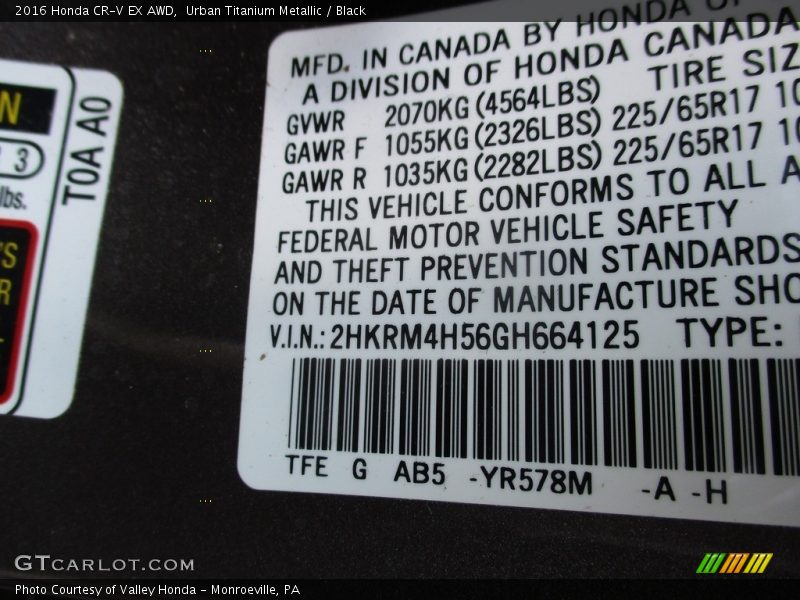 2016 Honda CR-V EX AWD,  Urban Titanium Metallic / Black
MFD. IN CANADA BY HONDA OF
A DIVISION OF HONDA CANADA
TIRE SIZ
GVWR 2070KG (4564LBS)
GAWR F 1055KG (2326LBS) 225/65R17 10
GAWR R 1035KG (2282LBS) 225/65R17 10
THIS VEHICLE CONFORMS TO ALL A
FEDERAL MOTOR VEHICLE SAFETY
AND THEFT PREVENTION STANDARDS
ON THE DATE OF MANUFACTURE SHO
V.I.N.: 2HKRM4H56GH664125 TYPE:
TFE G AB5 -YR578M -A -H
N
3
lbs.
'S
R
T0A A0
GTCARLOT.COM
Photo Courtesy of Valley Honda - Monroeville, PA